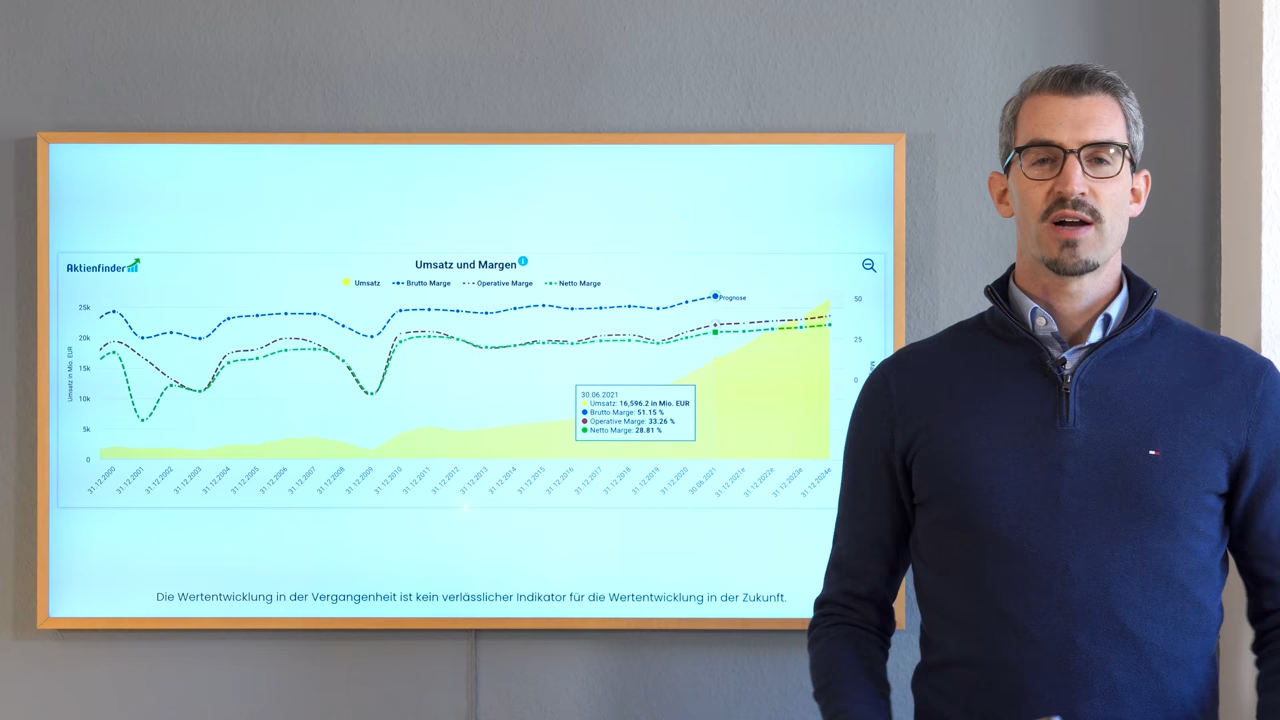 Aktienfinder
Umsatz und Margen
Umsatz
Brutto Marge
Operative Marge
Netto Marge
Prognose
25k
20k
15k
10k
5k
0
Umsatz in Mio. EUR
50
25
0
30.06.2021
Umsatz: 16,596.2 in Mio. EUR
Brutto Marge: 51.15 %
Operative Marge: 33.26 %
Netto Marge: 28.81 %
31.12.2000
31.12.2001
31.12.2002
31.12.2003
31.12.2004
31.12.2005
31.12.2006
31.12.2007
31.12.2008
31.12.2009
31.12.2010
31.12.2011
31.12.2012
31.12.2013
31.12.2014
31.12.2015
31.12.2016
31.12.2017
31.12.2018
31.12.2019
31.12.2020
30.06.2021
31.12.2021e
31.12.2022e
31.12.2023e
31.12.2024e
Die Wertentwicklung in der Vergangenheit ist kein verlässlicher Indikator für die Wertentwicklung in der Zukunft.